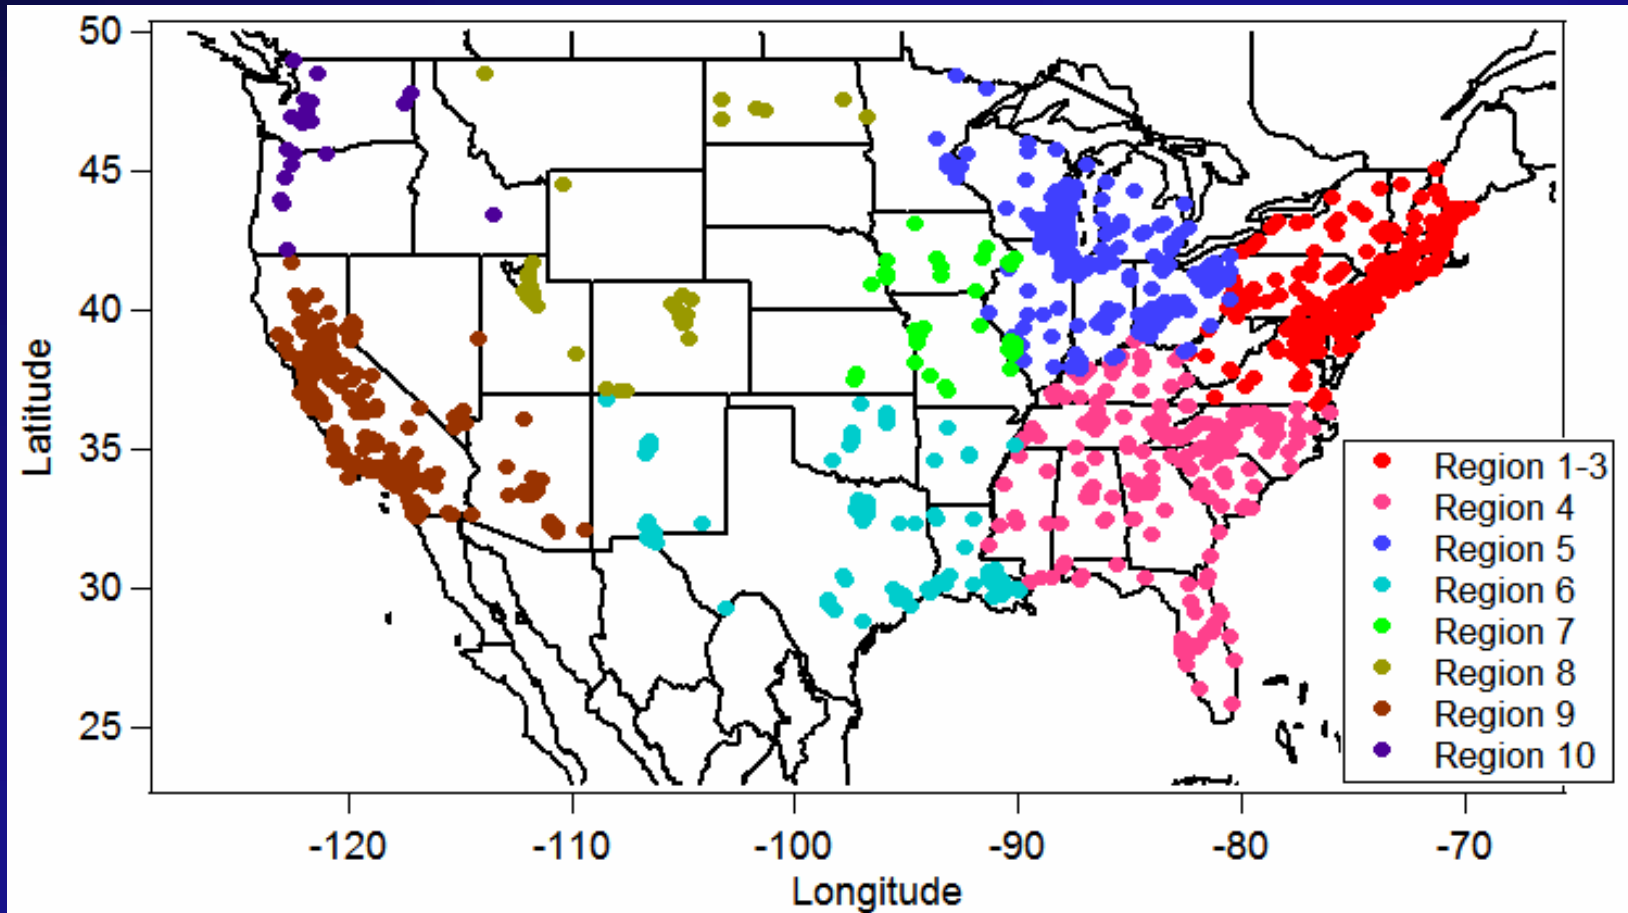 50
45
40
35
30
25
Latitude
-120
-110
-100
-90
-80
-70
Longitude
Region 1-3
Region 4
Region 5
Region 6
Region 7
Region 8
Region 9
Region 10